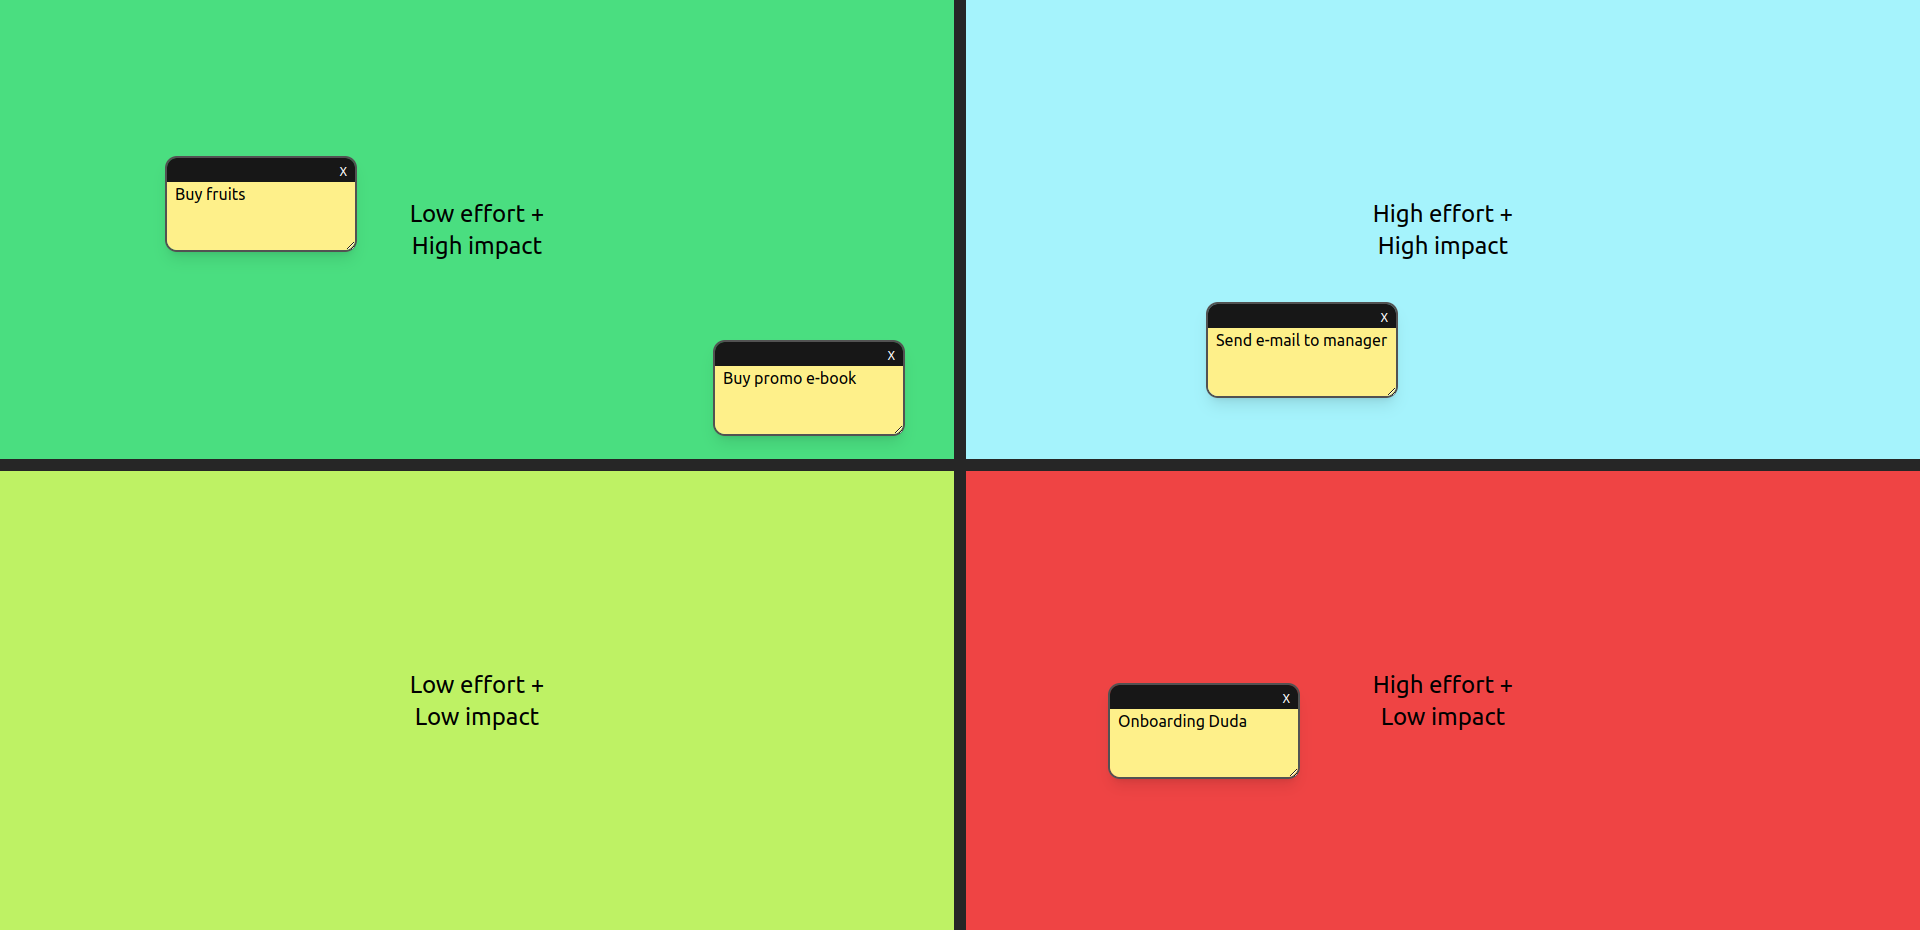 X
Buy fruits
Low effort +
High impact
X
Buy promo e-book
High effort +
High impact
X
Send e-mail to manager
Low effort +
Low impact
X
Onboarding Duda
High effort +
Low impact